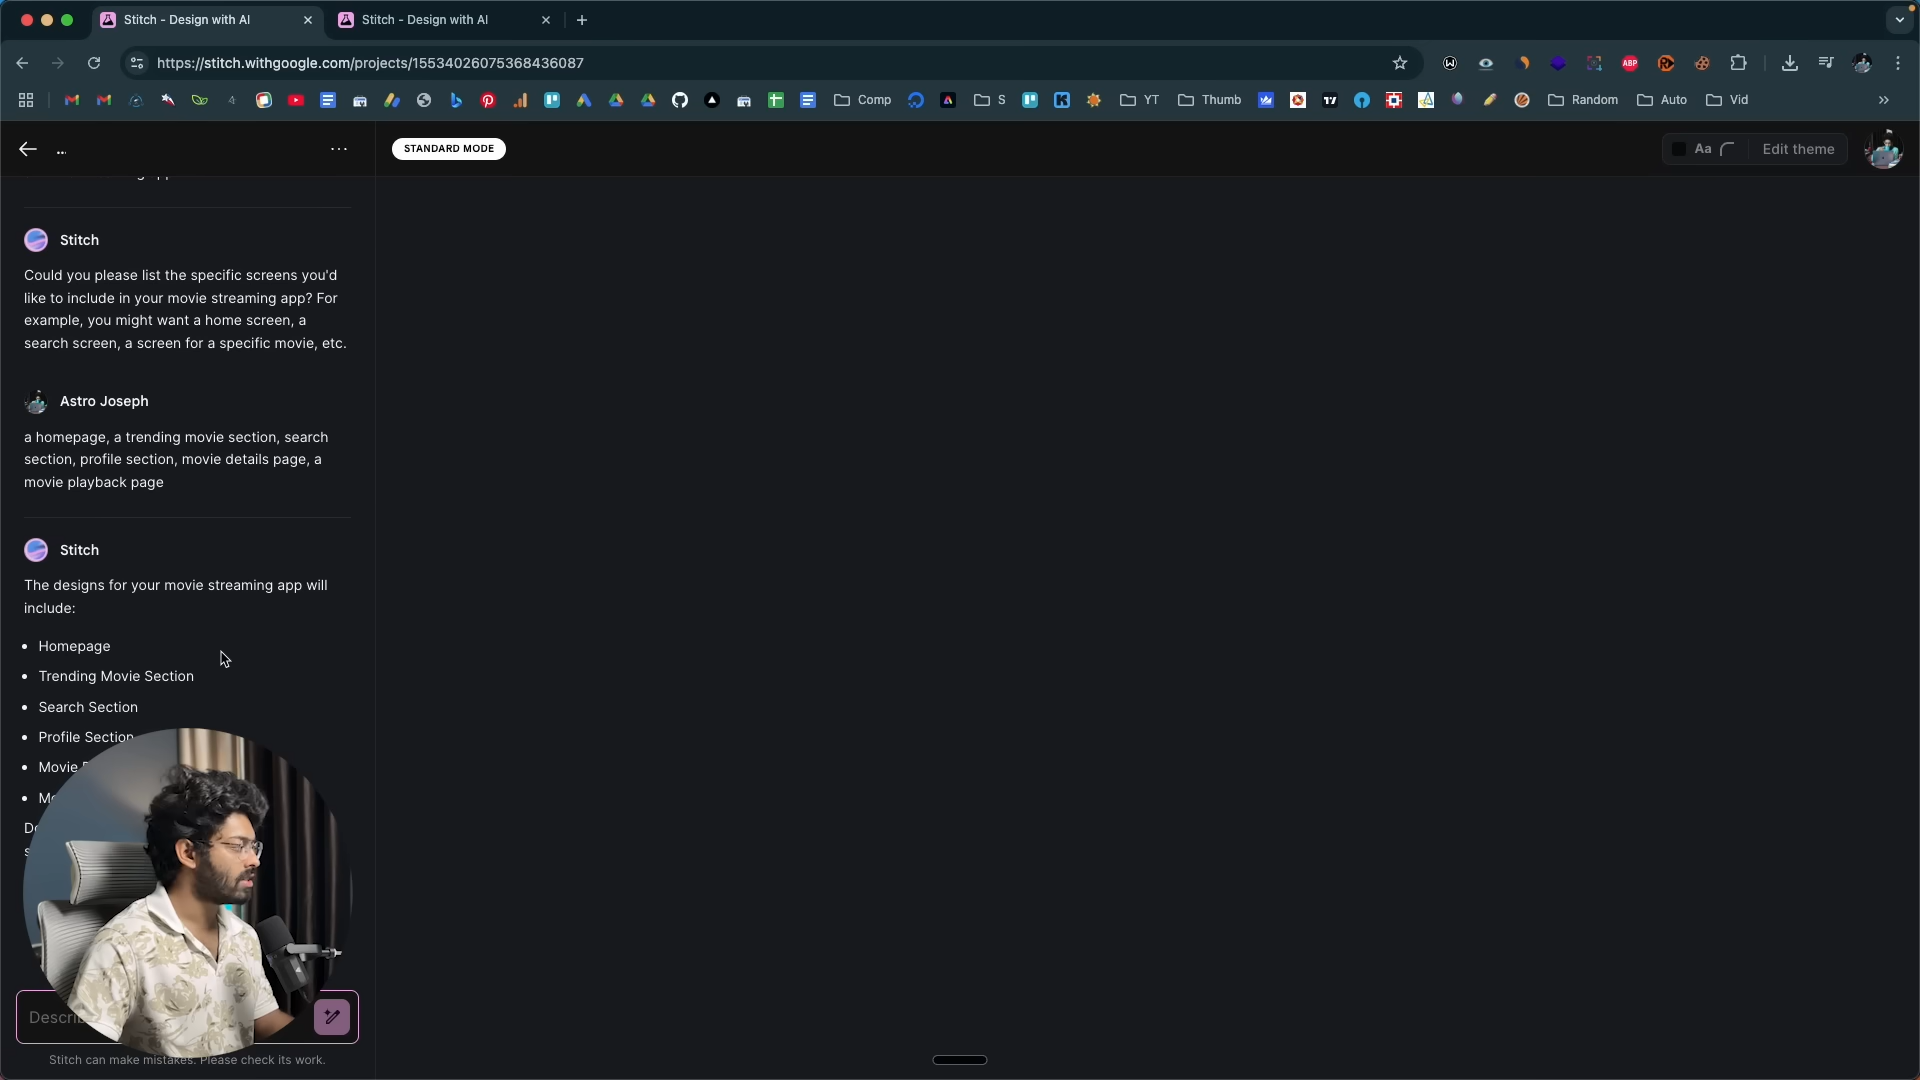 Stitch - Design with AI
Stitch - Design with AI
https://stitch.withgoogle.com/projects/15534026075368436087
ABP
Comp
S
YT
Thumb
Random
Auto
Vid
...
STANDARD MODE
Aa
Edit theme
Stitch
Could you please list the specific screens you'd
like to include in your movie streaming app? For
example, you might want a home screen, a
search screen, a screen for a specific movie, etc.
Astro Joseph
a homepage, a trending movie section, search
section, profile section, movie details page, a
movie playback page
Stitch
The designs for your movie streaming app will
include:
• Homepage
• Trending Movie Section
• Search Section
• Profile Section
• Movie
Stitch can make mistakes. Please check its work.